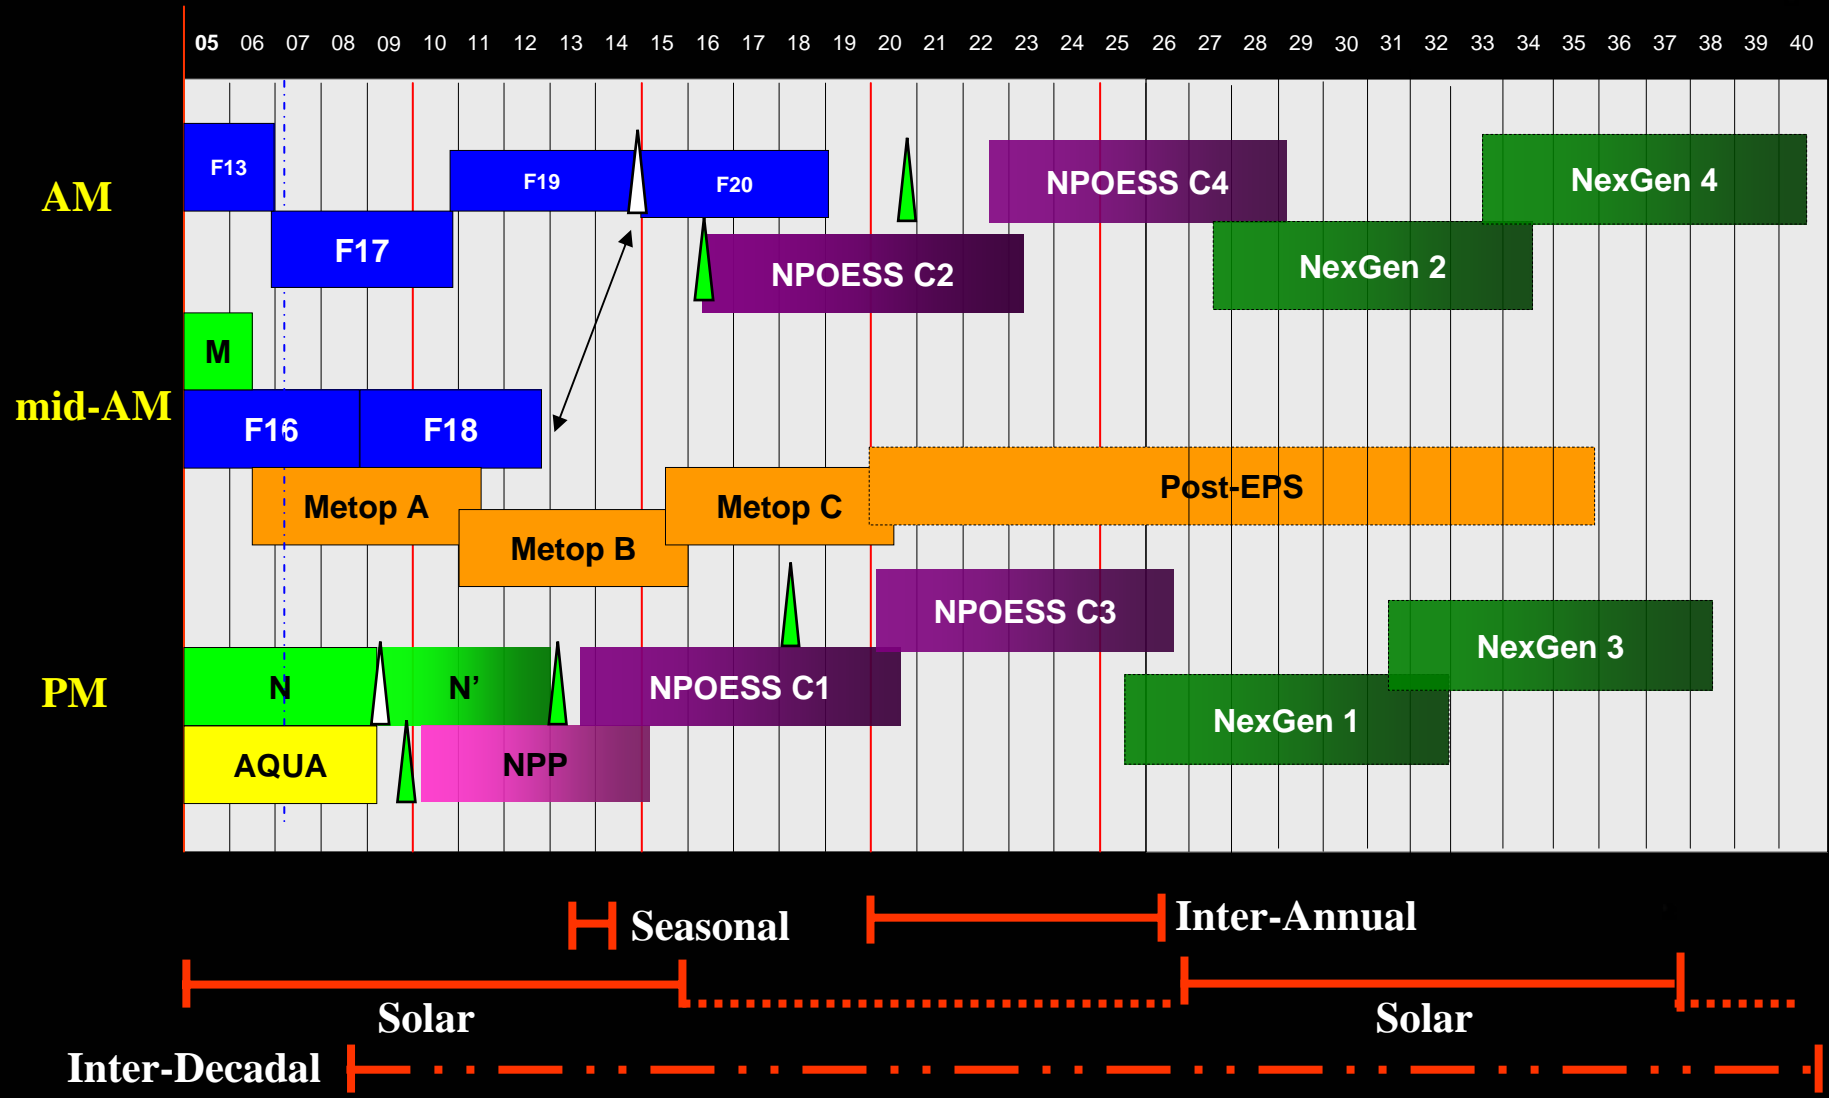 05 06 07 08 09 10 11 12 13 14 15 16 17 18 19 20 21 22 23 24 25 26 27 28 29 30 31 32 33 34 35 36 37 38 39 40
AM
F13
F19
F20
NPOESS C4
NexGen 4
F17
NPOESS C2
NexGen 2
mid-AM
M
F16
F18
Metop A
Metop C
Post-EPS
Metop B
PM
NPOESS C3
NexGen 3
N
N’
NPOESS C1
NexGen 1
AQUA
NPP
Seasonal
Inter-Annual
Solar
Solar
Inter-Decadal